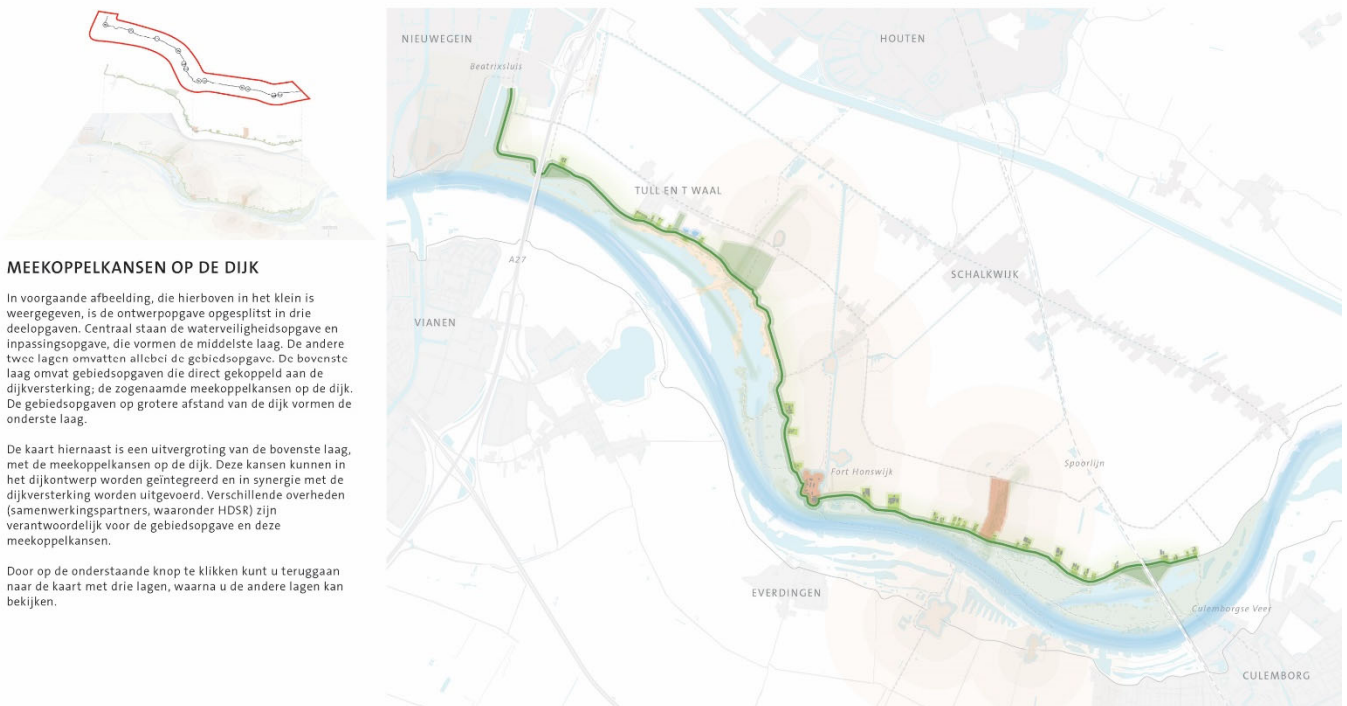 MEEKOPPELKANSEN OP DE DIJK
In voorgaande afbeelding, die hierboven in het klein is
weergegeven, is de ontwerpopgave opgesplitst in drie
deelopgaven. Centraal staan de waterveiligheidsopgave en
inpassingsopgave, die vormen de middelste laag. De andere
twee lagen omvatten allebei de gebiedsopgave. De bovenste
laag omvat gebiedsopgaven die direct gekoppeld aan de
dijkversterking; de zogenaamde meekoppelkansen op de dijk.
De gebiedsopgaven op grotere afstand van de dijk vormen de
onderste laag.
De kaart hiernaast is een uitvergroting van de bovenste laag,
met de meekoppelkansen op de dijk. Deze kansen kunnen in
het dijkontwerp worden geïntegreerd en in synergie met de
dijkversterking worden uitgevoerd. Verschillende overheden
(samenwerkingspartners, waaronder HDSR) zijn
verantwoordelijk voor de gebiedsopgave en deze
meekoppelkansen.
Door op de onderstaande knop te klikken kunt u teruggaan
naar de kaart met drie lagen, waarna u de andere lagen kan
bekijken.
NIEUWEGEIN
HOUTEN
Beatrixsluis
TULL EN T WAAL
A27
SCHALKWIJK
VIANEN
Fort Honswijk
Spoorlijn
EVERDINGEN
Culemborgse Veer
CULEMBORG